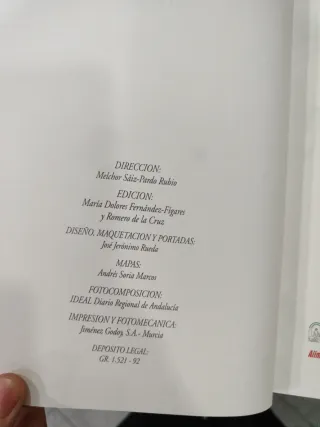 DIRECCION:
Melchor Sáiz-Pardo Rubio
EDICION:
María Dolores Fernández-Fígares
y Romero de la Cruz
DISEÑO, MAQUETACION Y PORTADAS:
José Jerónimo Rueda
MAPAS:
Andrés Soria Marcos
FOTOCOMPOSICION:
IDEAL Diario Regional de Andalucía
IMPRESION Y FOTOMECANICA:
Jiménez Godoy, S.A.- Murcia
DEPOSITO LEGAL:
GR. 1.521 - 92